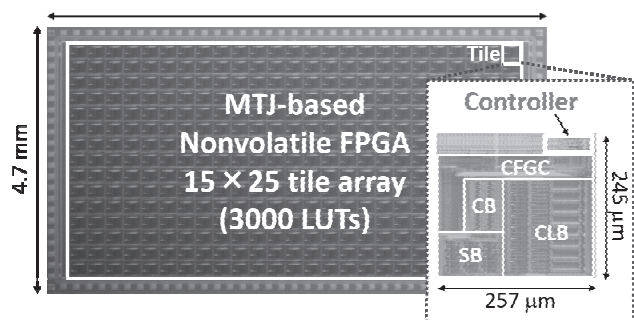 Tile
MTJ-based
Nonvolatile FPGA
15 × 25 tile array
(3000 LUTs)
4.7 mm
Controller
CFGC
CB
CLB
SB
245 μm
257 μm